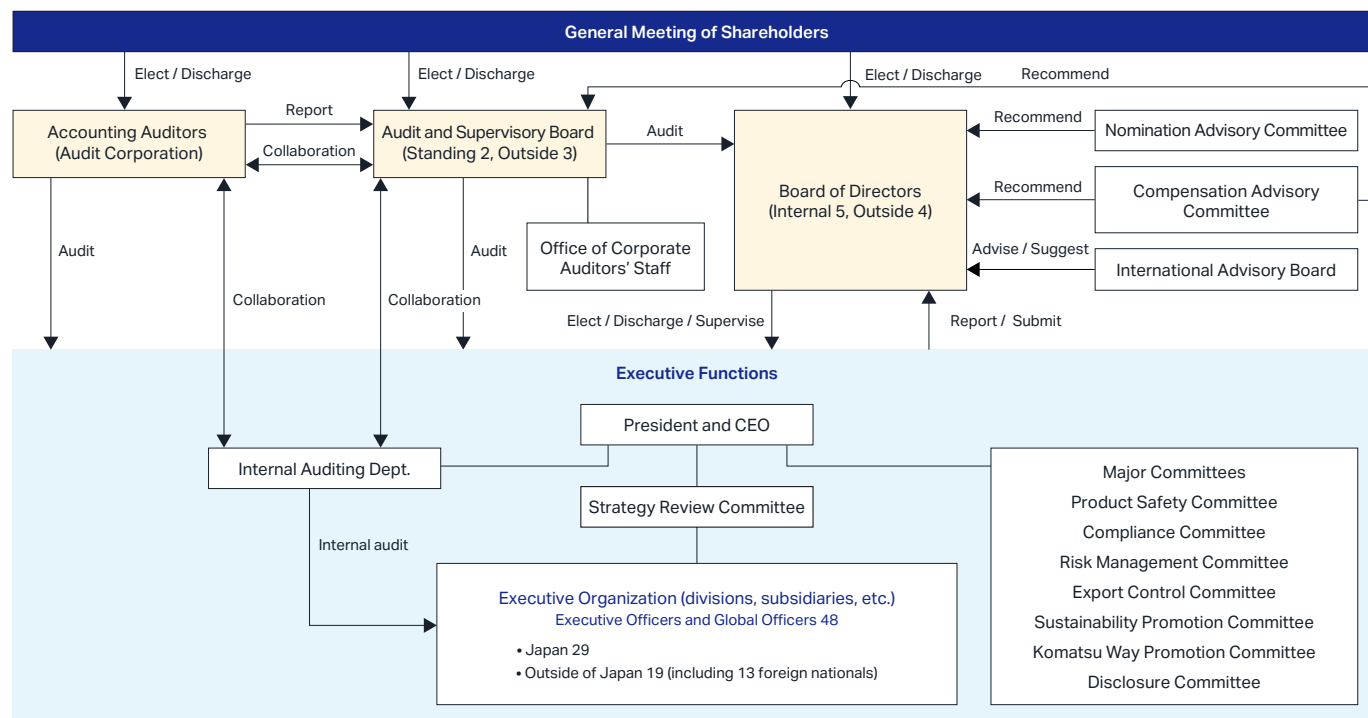 General Meeting of Shareholders
Elect / Discharge
Elect / Discharge
Elect / Discharge
Recommend
Accounting Auditors
(Audit Corporation)
Report
Collaboration
Audit and Supervisory Board
(Standing 2, Outside 3)
Audit
Board of Directors
(Internal 5, Outside 4)
Recommend
Nomination Advisory Committee
Recommend
Compensation Advisory
Committee
Advise / Suggest
International Advisory Board
Office of Corporate
Auditors' Staff
Audit
Audit
Collaboration
Collaboration
Elect / Discharge / Supervise
Report / Submit
Executive Functions
President and CEO
Internal Auditing Dept.
Strategy Review Committee
Internal audit
Executive Organization (divisions, subsidiaries, etc.)
Executive Officers and Global Officers 48
• Japan 29
• Outside of Japan 19 (including 13 foreign nationals)
Major Committees
Product Safety Committee
Compliance Committee
Risk Management Committee
Export Control Committee
Sustainability Promotion Committee
Komatsu Way Promotion Committee
Disclosure Committee